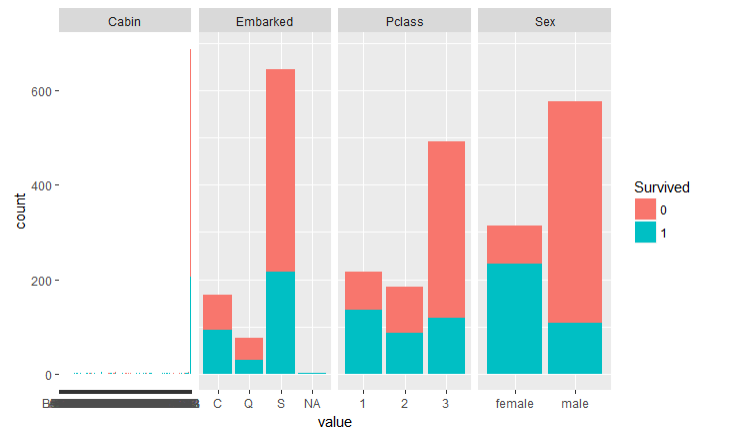 Cabin Embarked Pclass Sex
600
400
200
0
count
C Q S NA 1 2 3 female male
value
Survived
0
1